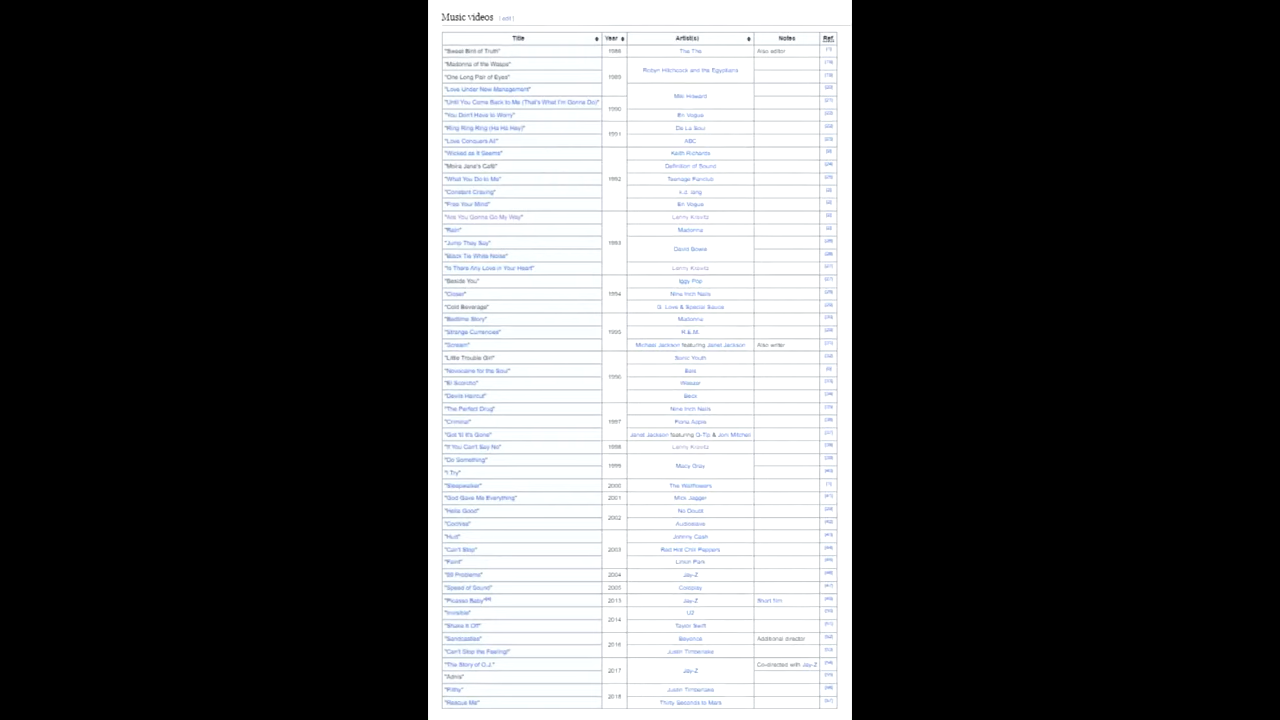 Music videos [ edit ]
Title Year Artist(s) Notes Ref.
"Sweet Bird of Truth" 1986 The The Also editor
"Madonna of the Wasps" 1989 Robyn Hitchcock and the Egyptians
"One Long Pair of Eyes"
"Love Under New Management" Miki Howard
"Until You Come Back to Me (That's What I'm Gonna Do)" 1990
"You Don't Have to Worry" En Vogue
"Ring Ring Ring (Ha Ha Hey)" 1991 De La Soul
"Love Conquers All" ABC
"Wicked as It Seems" 1992 Keith Richards
"Moira Jane's Café" Definition of Sound
"What You Do to Me" Teenage Fanclub
"Constant Craving" k.d. lang
"Free Your Mind" En Vogue
"Are You Gonna Go My Way" 1993 Lenny Kravitz
"Rain" Madonna
"Jump They Say" David Bowie
"Black Tie White Noise"
"Is There Any Love in Your Heart" Lenny Kravitz
"Beside You" 1994 Iggy Pop
"Closer" Nine Inch Nails
"Cold Beverage" G. Love & Special Sauce
"Bedtime Story" 1995 Madonna
"Strange Currencies" R.E.M.
"Scream" Michael Jackson featuring Janet Jackson Also writer
"Little Trouble Girl" 1996 Sonic Youth
"Novocaine for the Soul" Eels
"El Scorcho" Weezer
"Devils Haircut" Beck
"The Perfect Drug" 1997 Nine Inch Nails
"Criminal" Fiona Apple
"Got 'til It's Gone" Janet Jackson featuring Q-Tip & Joni Mitchell
"If You Can't Say No" 1998 Lenny Kravitz
"Do Something" 1999 Macy Gray
"I Try"
"Sleepwalker" 2000 The Wallflowers
"God Gave Me Everything" 2001 Mick Jagger
"Hella Good" 2002 No Doubt
"Cochise" Audioslave
"Hurt" 2003 Johnny Cash
"Can't Stop" Red Hot Chili Peppers
"Faint" Linkin Park
"99 Problems" 2004 Jay-Z
"Speed of Sound" 2005 Coldplay
"Picasso Baby" 2013 Jay-Z Short film
"Invisible" 2014 U2
"Shake It Off" Taylor Swift
"Sandcastles" 2016 Beyoncé Additional director
"Can't Stop the Feeling!" Justin Timberlake
"The Story of O.J." 2017 Jay-Z Co-directed with Jay-Z
"Adnis"
"Filthy" 2018 Justin Timberlake
"Rescue Me" Thirty Seconds to Mars